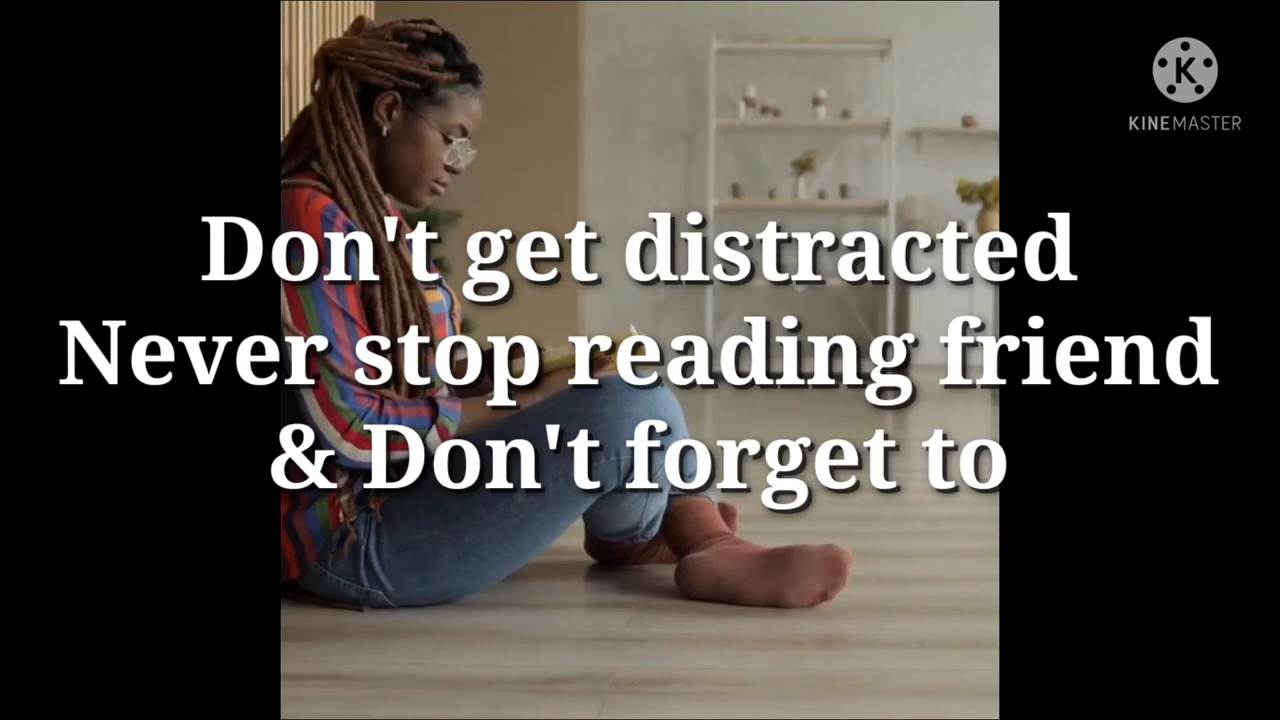 KINEMASTER
Don't get distracted
Never stop reading friend
& Don't forget to